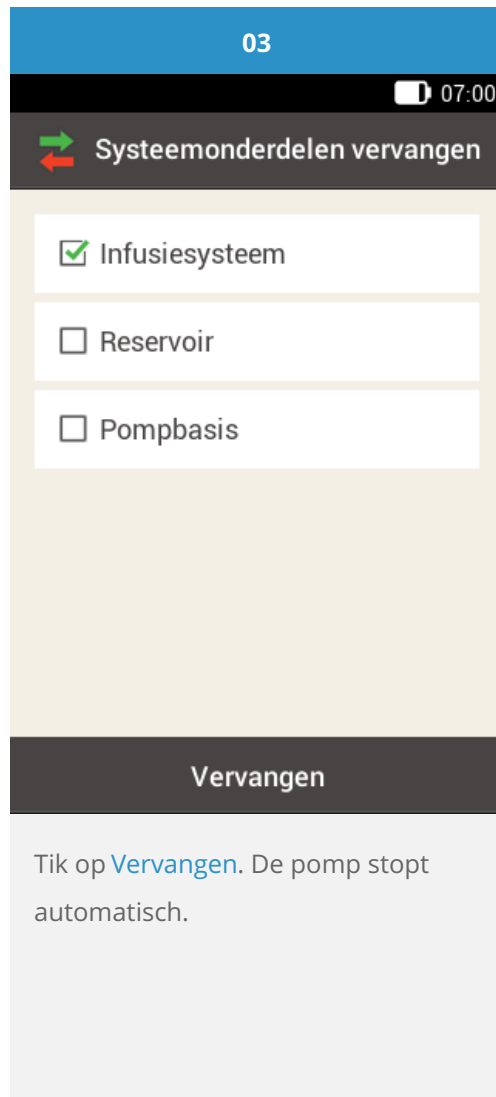 03
07:00
Systeemonderdelen vervangen
Infusiesysteem
Reservoir
Pompbasis
Vervangen
Tik op Vervangen. De pomp stopt
automatisch.